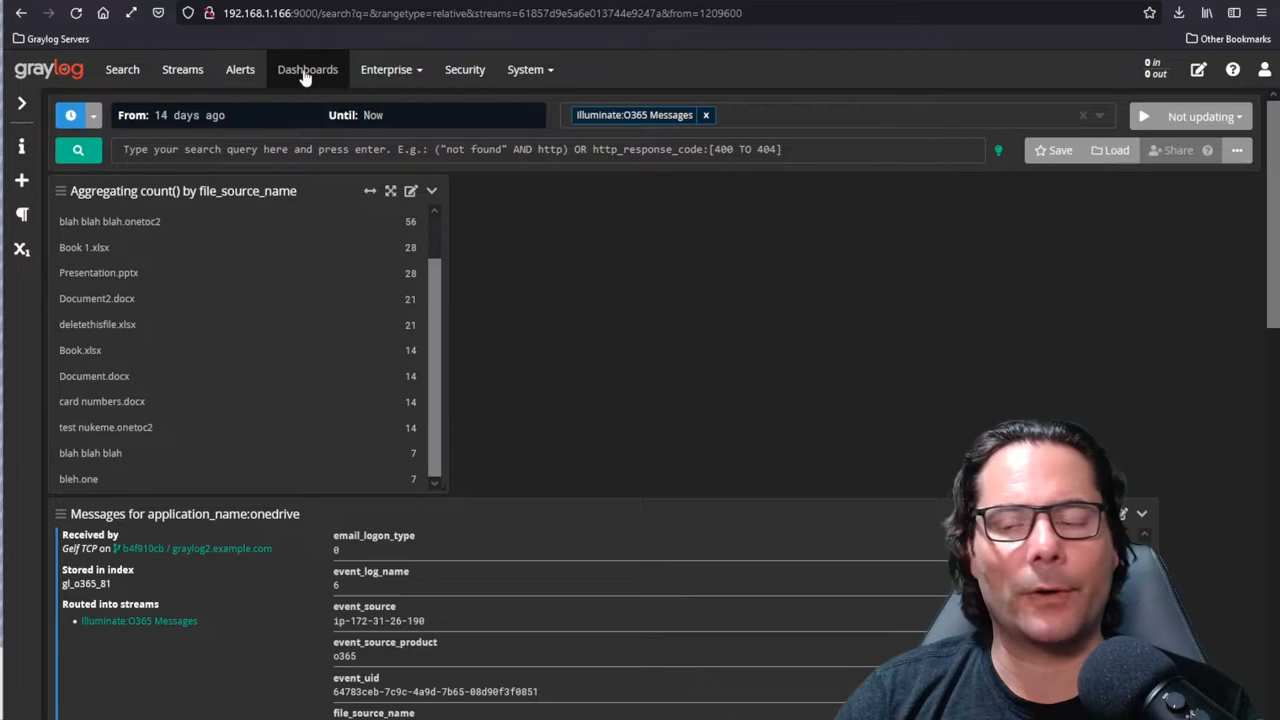 192.168.1.166:9000/search?q=&rangetype=relative&streams=61857d9e5a6e013744e9247a&from=1209600
Graylog Servers
Other Bookmarks
graylog
Search
Streams
Alerts
Dashboards
Enterprise
Security
System
0 in
0 out
From: 14 days ago
Until: Now
Illuminate:O365 Messages x
Not updating
Type your search query here and press enter. E.g.: ("not found" AND http) OR http_response_code:[400 TO 404]
Save
Load
Share
Aggregating count() by file_source_name
blah blah blah.onetoc2 56
Book 1.xlsx 28
Presentation.pptx 28
Document2.docx 21
deletethisfile.xlsx 21
Book.xlsx 14
Document.docx 14
card numbers.docx 14
test nukeme.onetoc2 14
blah blah blah 7
bleh.one 7
Messages for application_name:onedrive
Received by
Gelf TCP on b4f910cb / graylog2.example.com
Stored in index
gl_o365_81
Routed into streams
Illuminate:O365 Messages
email_logon_type
0
event_log_name
6
event_source
ip-172-31-26-190
event_source_product
o365
event_uid
64783ceb-7c9c-4a9d-7b65-08d90f3f0851
file_source_name